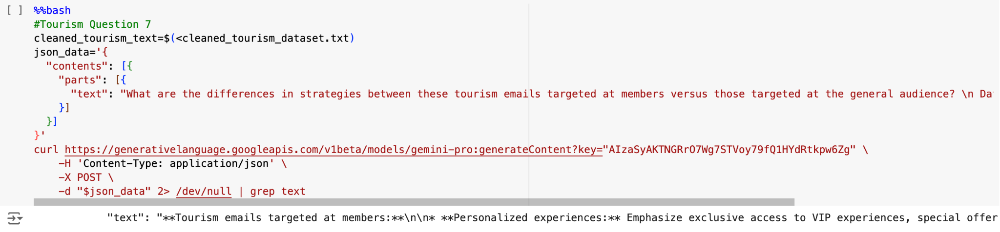 [ ] %%bash
#Tourism Question 7
cleaned_tourism_text=$(<cleaned_tourism_dataset.txt)
json_data='{
"contents": [{
"parts": [{
"text": "What are the differences in strategies between these tourism emails targeted at members versus those targeted at the general audience? \n Da
}]
}]
}'
curl https://generativelanguage.googleapis.com/v1beta/models/gemini-pro:generateContent?key="AIzaSyAKTNGRrO7Wg7STVoy79fQ1HYdRtkpw6Zg" \
-H 'Content-Type: application/json' \
-X POST \
-d "$json_data" 2> /dev/null | grep text
"text": "**Tourism emails targeted at members:**\n\n* **Personalized experiences:** Emphasize exclusive access to VIP experiences, special offer